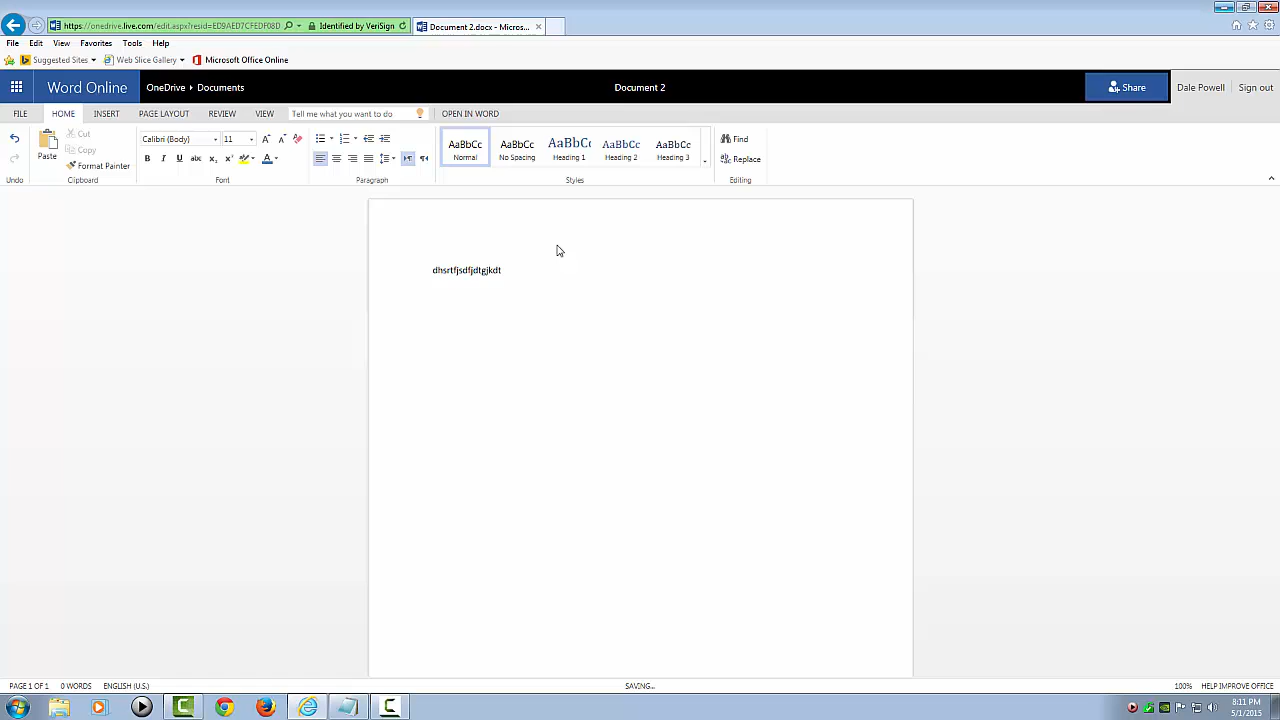 https://onedrive.live.com/edit.aspx?resid=ED9AED7CFEDF08D Identified by VeriSign Document 2.docx - Micros...
File Edit View Favorites Tools Help
Suggested Sites Web Slice Gallery Microsoft Office Online
Word Online OneDrive Documents Document 2 Share Dale Powell Sign out
FILE HOME INSERT PAGE LAYOUT REVIEW VIEW Tell me what you want to do OPEN IN WORD
Undo
Paste
Cut
Copy
Format Painter
Clipboard
Calibri (Body) 11
B I U abc x₂ x² A
Font
Paragraph
AaBbCc AaBbCc AaBbCc AaBbCc AaBbCc
Normal No Spacing Heading 1 Heading 2 Heading 3
Styles
Find
Replace
Editing
dhsrtfjsdfjdtgjkdt
PAGE 1 OF 1 0 WORDS ENGLISH (U.S.) SAVING... 100% HELP IMPROVE OFFICE
8:11 PM
5/1/2015